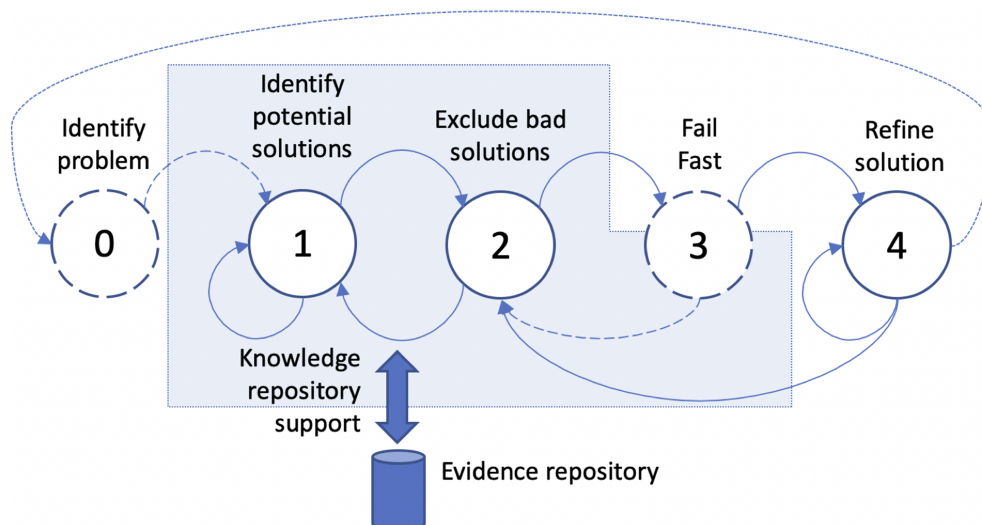 Identify
problem
Identify
potential
solutions
Exclude bad
solutions
Fail
Fast
Refine
solution
0
1
2
3
4
Knowledge
repository
support
Evidence repository